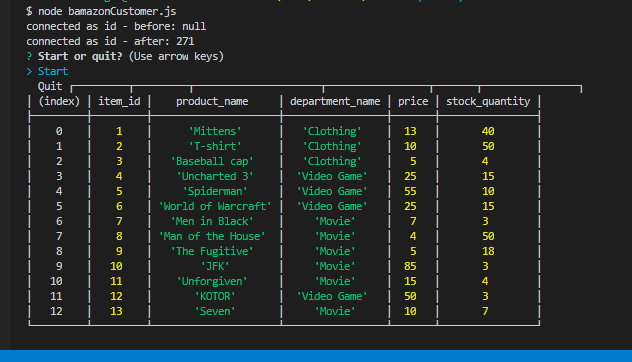 $ node bamazonCustomer.js
connected as id - before: null
connected as id - after: 271
? Start or quit? (Use arrow keys)
> Start
Quit
(index) item_id product_name department_name price stock_quantity
0 1 'Mittens' 'Clothing' 13 40
1 2 'T-shirt' 'Clothing' 10 50
2 3 'Baseball cap' 'Clothing' 5 4
3 4 'Uncharted 3' 'Video Game' 25 15
4 5 'Spiderman' 'Video Game' 55 10
5 6 'World of Warcraft' 'Video Game' 25 15
6 7 'Men in Black' 'Movie' 7 3
7 8 'Man of the House' 'Movie' 4 50
8 9 'The Fugitive' 'Movie' 5 18
9 10 'JFK' 'Movie' 85 3
10 11 'Unforgiven' 'Movie' 15 4
11 12 'KOTOR' 'Video Game' 50 3
12 13 'Seven' 'Movie' 10 7